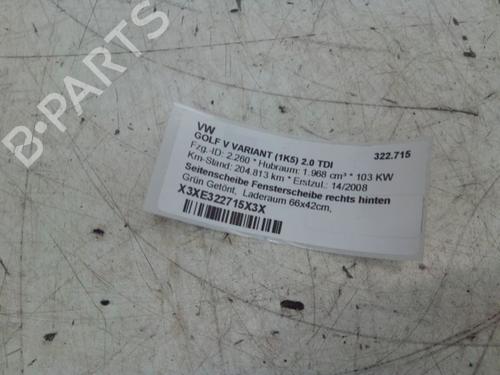 B-PARTS
VW
GOLF V VARIANT (1K5) 2.0 TDI 322.715
Fzg.-ID: 2.260 * Hubraum: 1.968 cm³ * 103 KW
Km-Stand: 204.813 km * Erstzul.: 14/2008
Seitenscheibe Fensterscheibe rechts hinten
Grün Getönt, Laderaum 66x42cm,
X3XE322715X3X